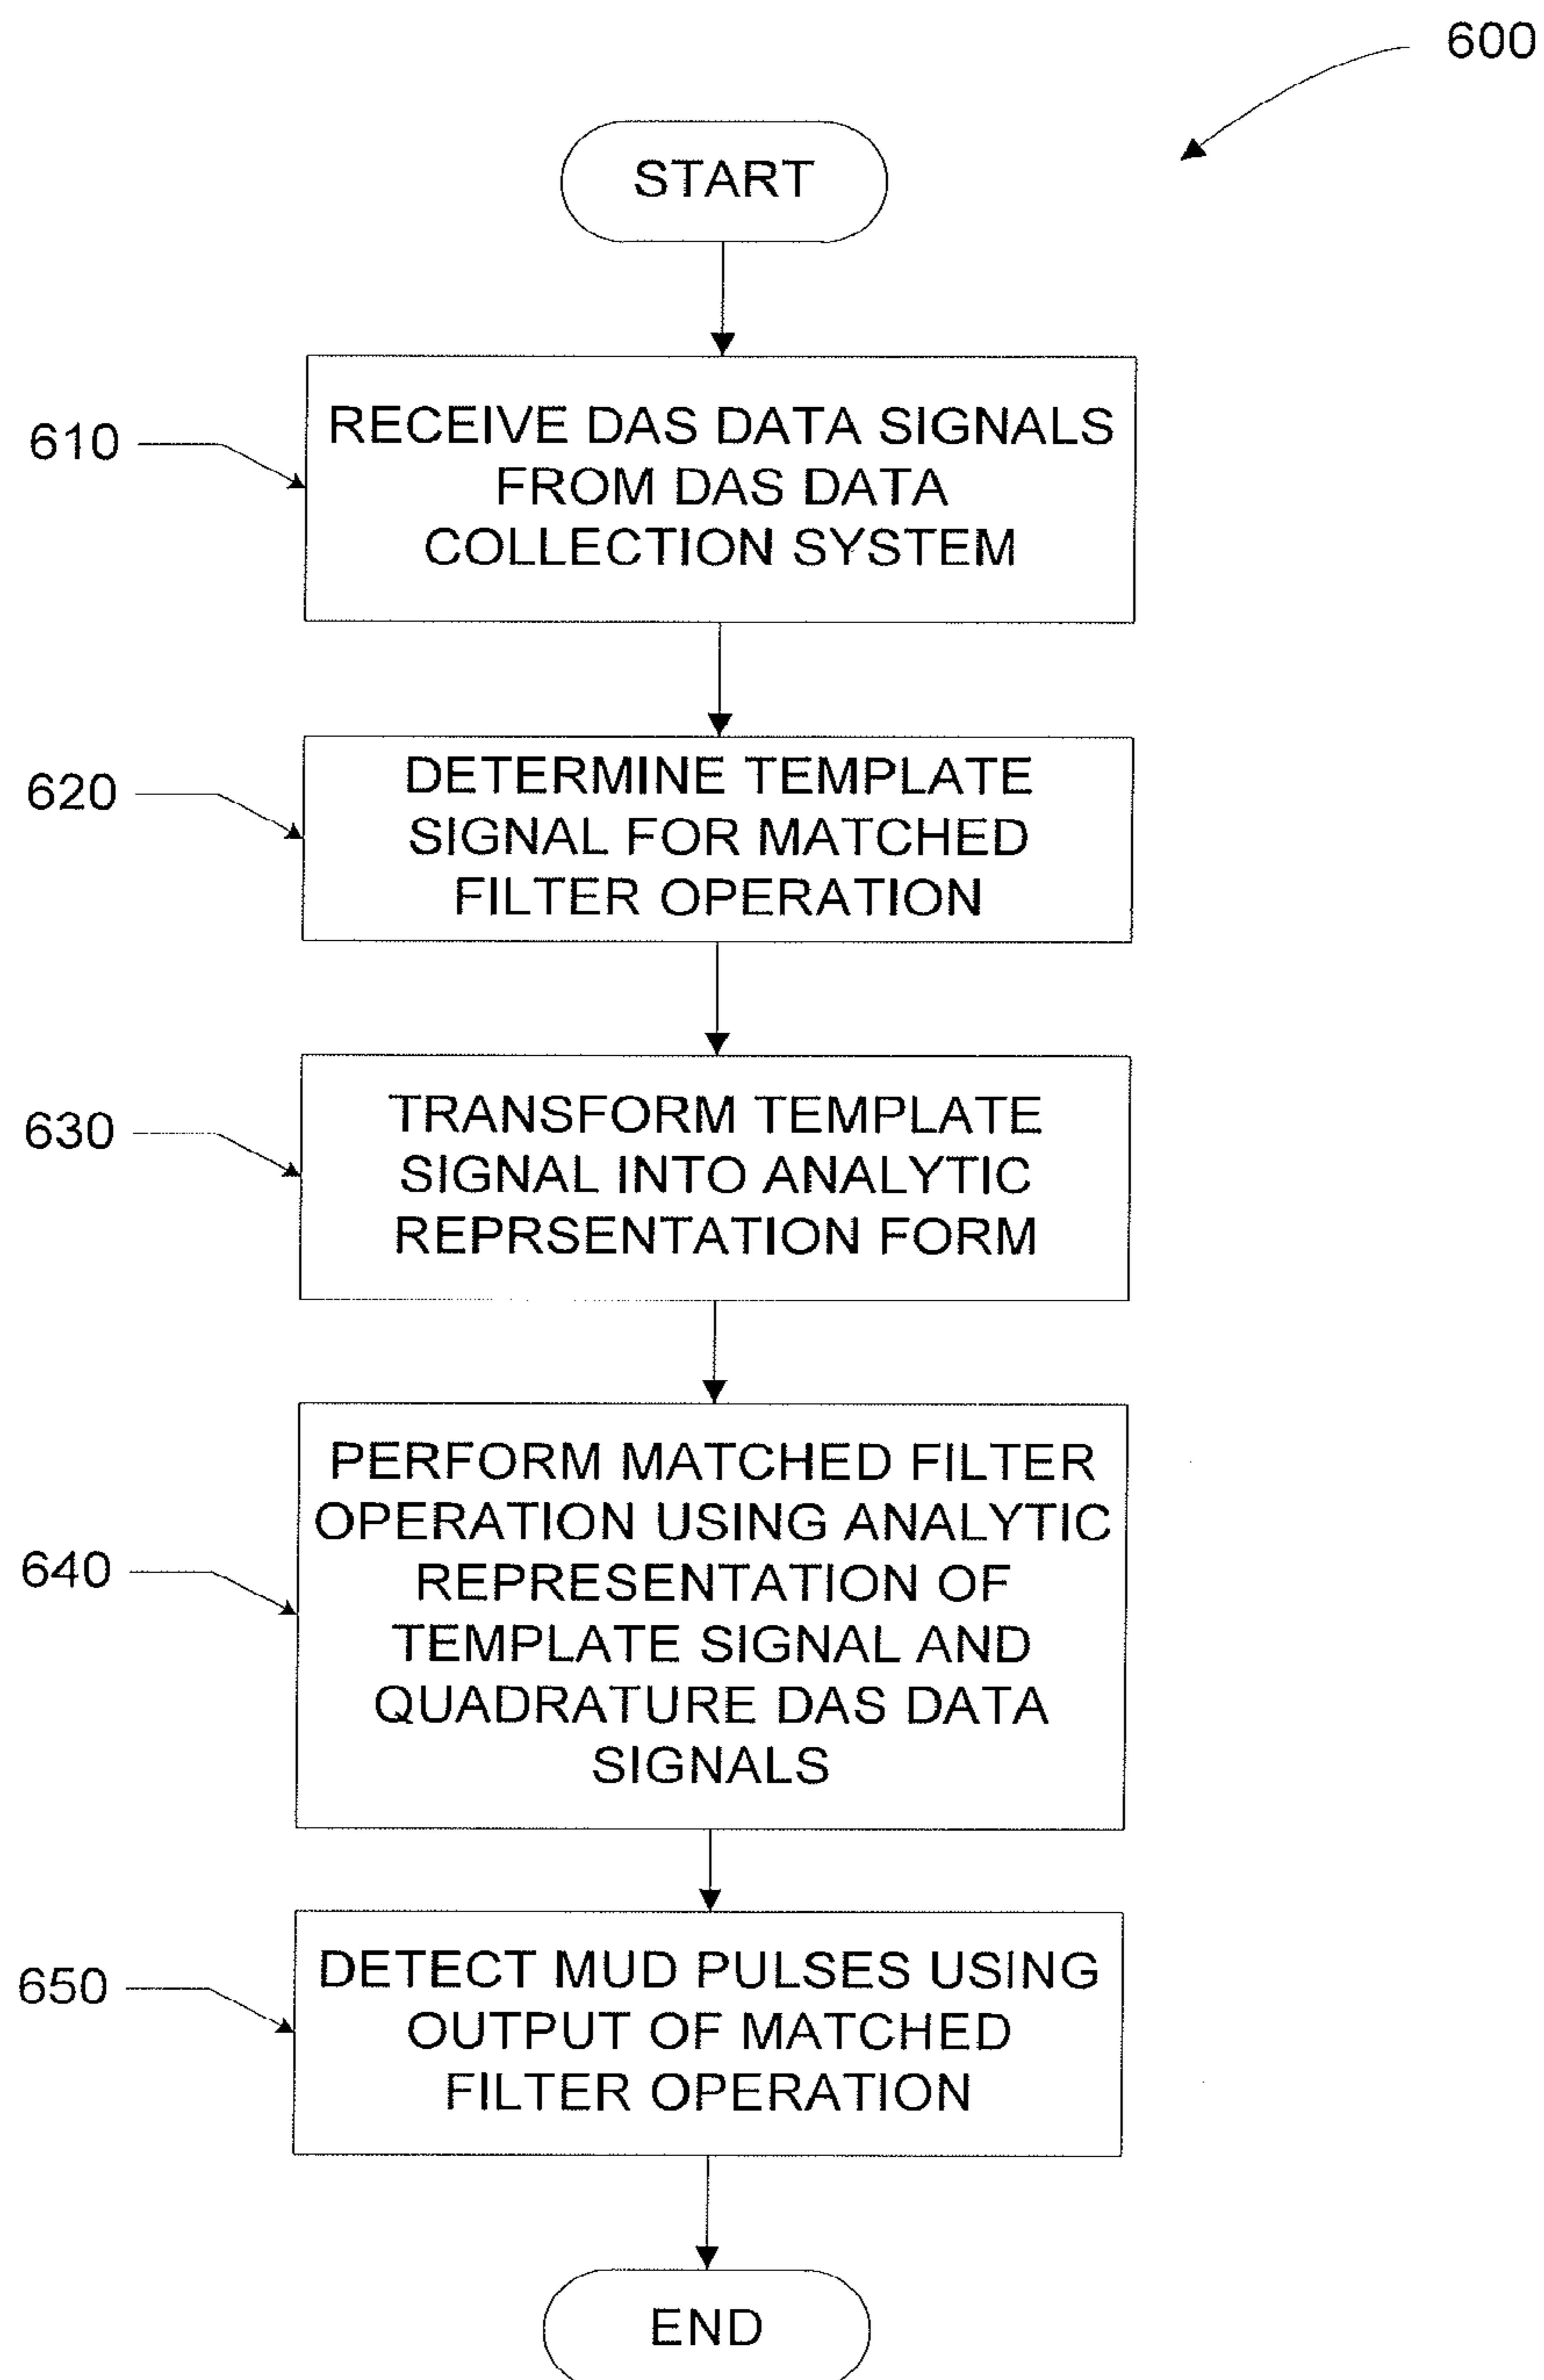 600
START
610
RECEIVE DAS DATA SIGNALS
FROM DAS DATA
COLLECTION SYSTEM
620
DETERMINE TEMPLATE
SIGNAL FOR MATCHED
FILTER OPERATION
630
TRANSFORM TEMPLATE
SIGNAL INTO ANALYTIC
REPRSENTATION FORM
640
PERFORM MATCHED FILTER
OPERATION USING ANALYTIC
REPRESENTATION OF
TEMPLATE SIGNAL AND
QUADRATURE DAS DATA
SIGNALS
650
DETECT MUD PULSES USING
OUTPUT OF MATCHED
FILTER OPERATION
END